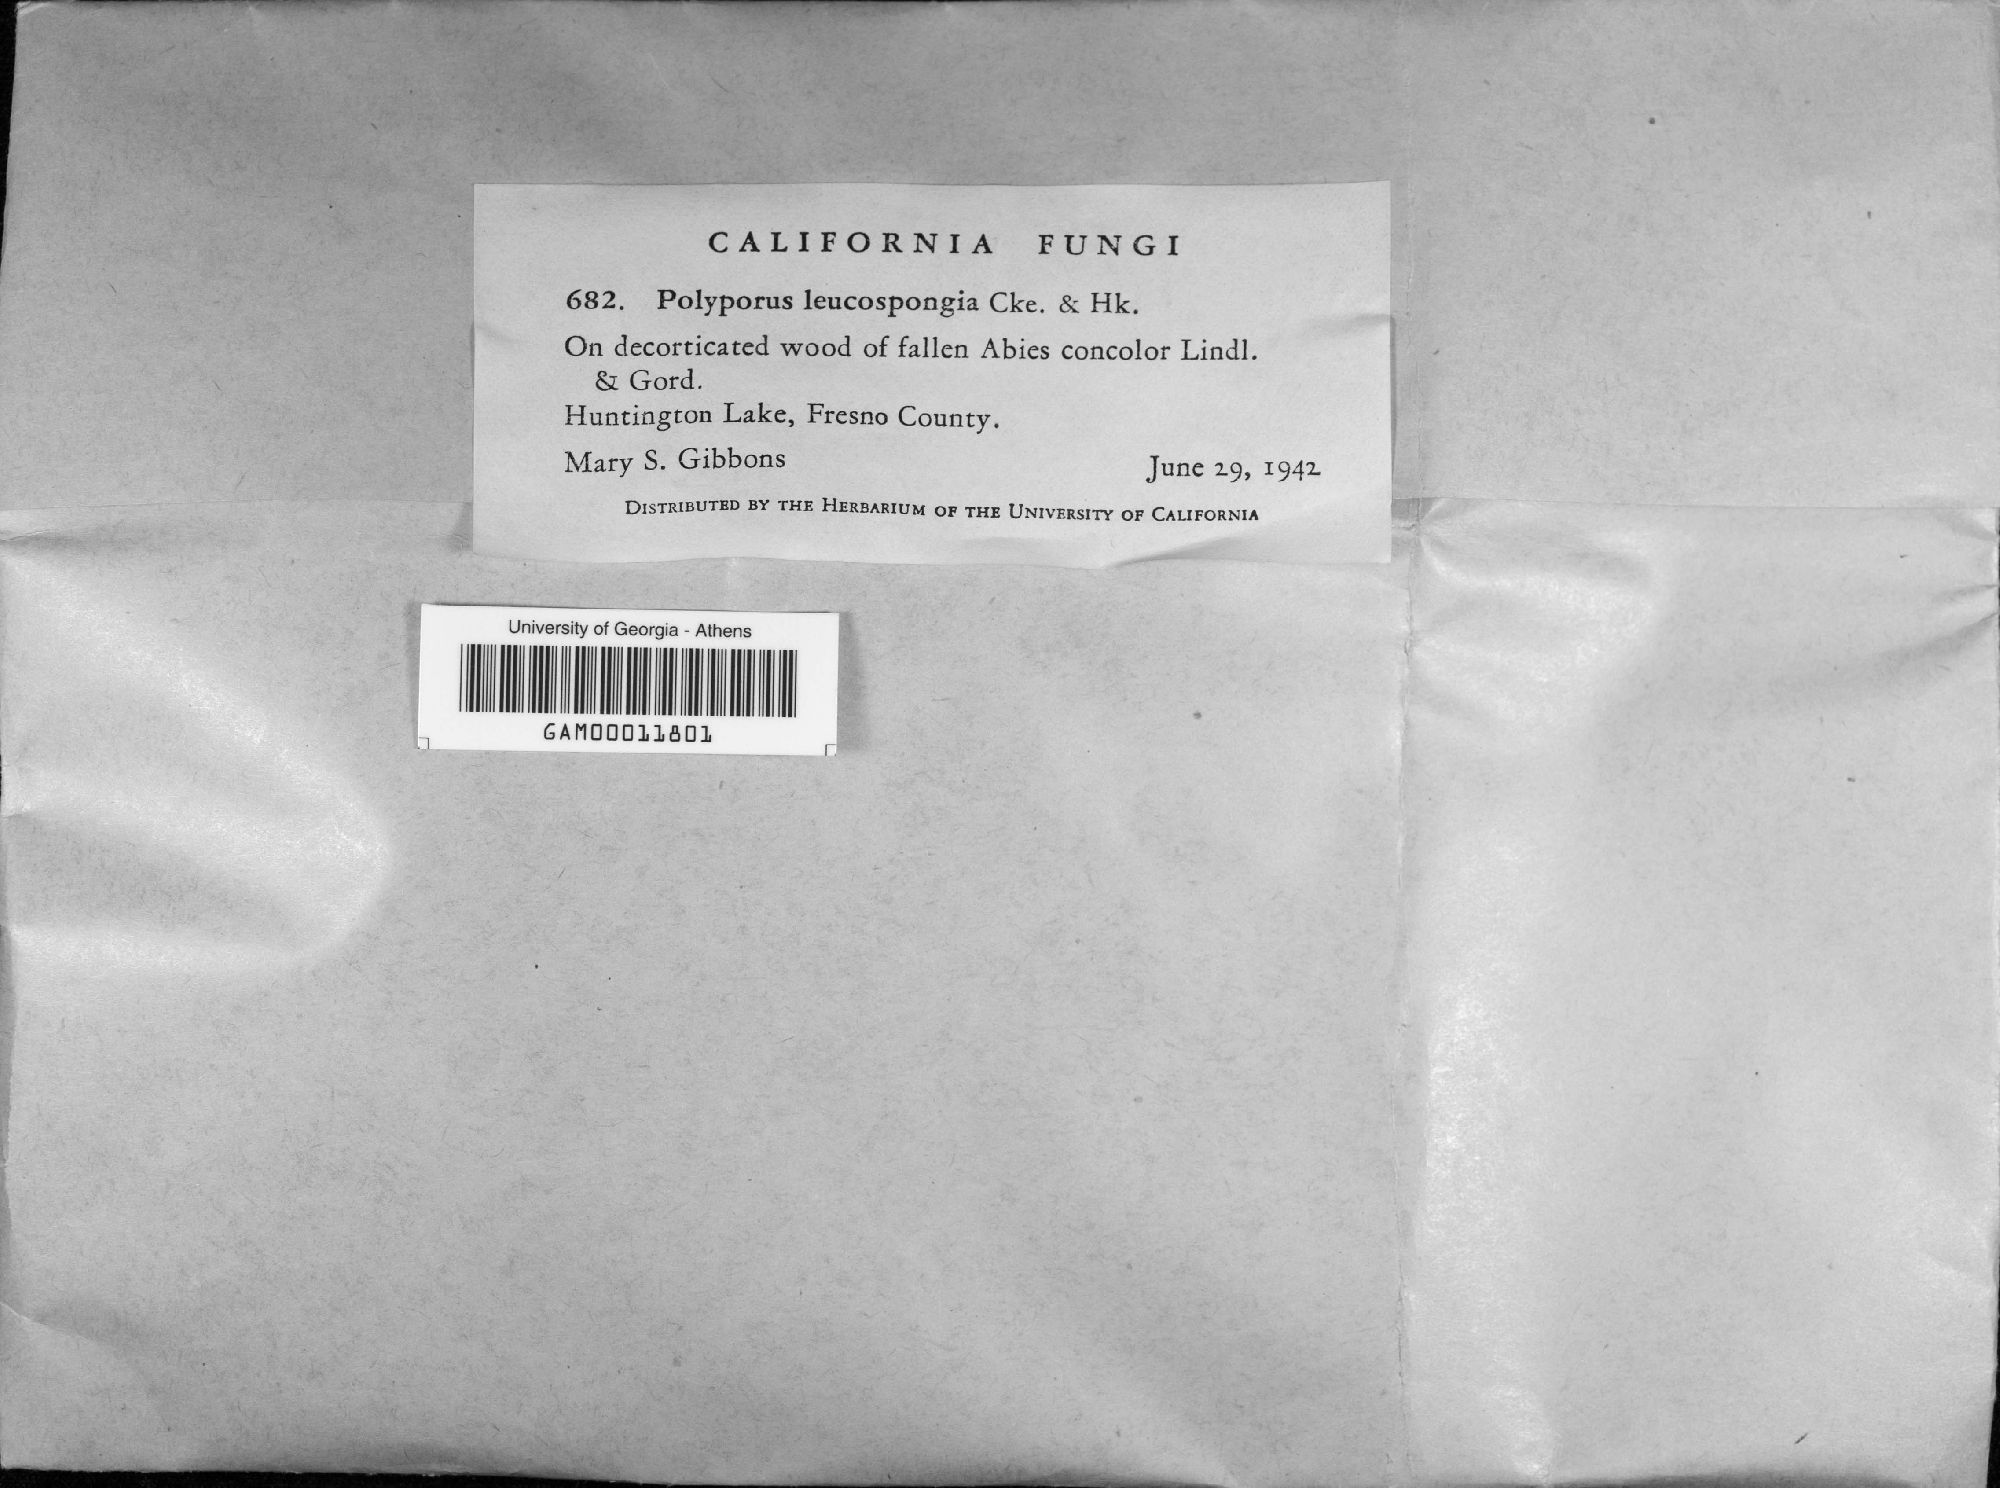 CALIFORNIA FUNGI
682. Polyporus leucospongia Cke. & Hk.
On decorticated wood of fallen Abies concolor Lindl.
& Gord.
Huntington Lake, Fresno County.
Mary S. Gibbons June 29, 1942
DISTRIBUTED BY THE HERBARIUM OF THE UNIVERSITY OF CALIFORNIA
University of Georgia - Athens
GAM00011801